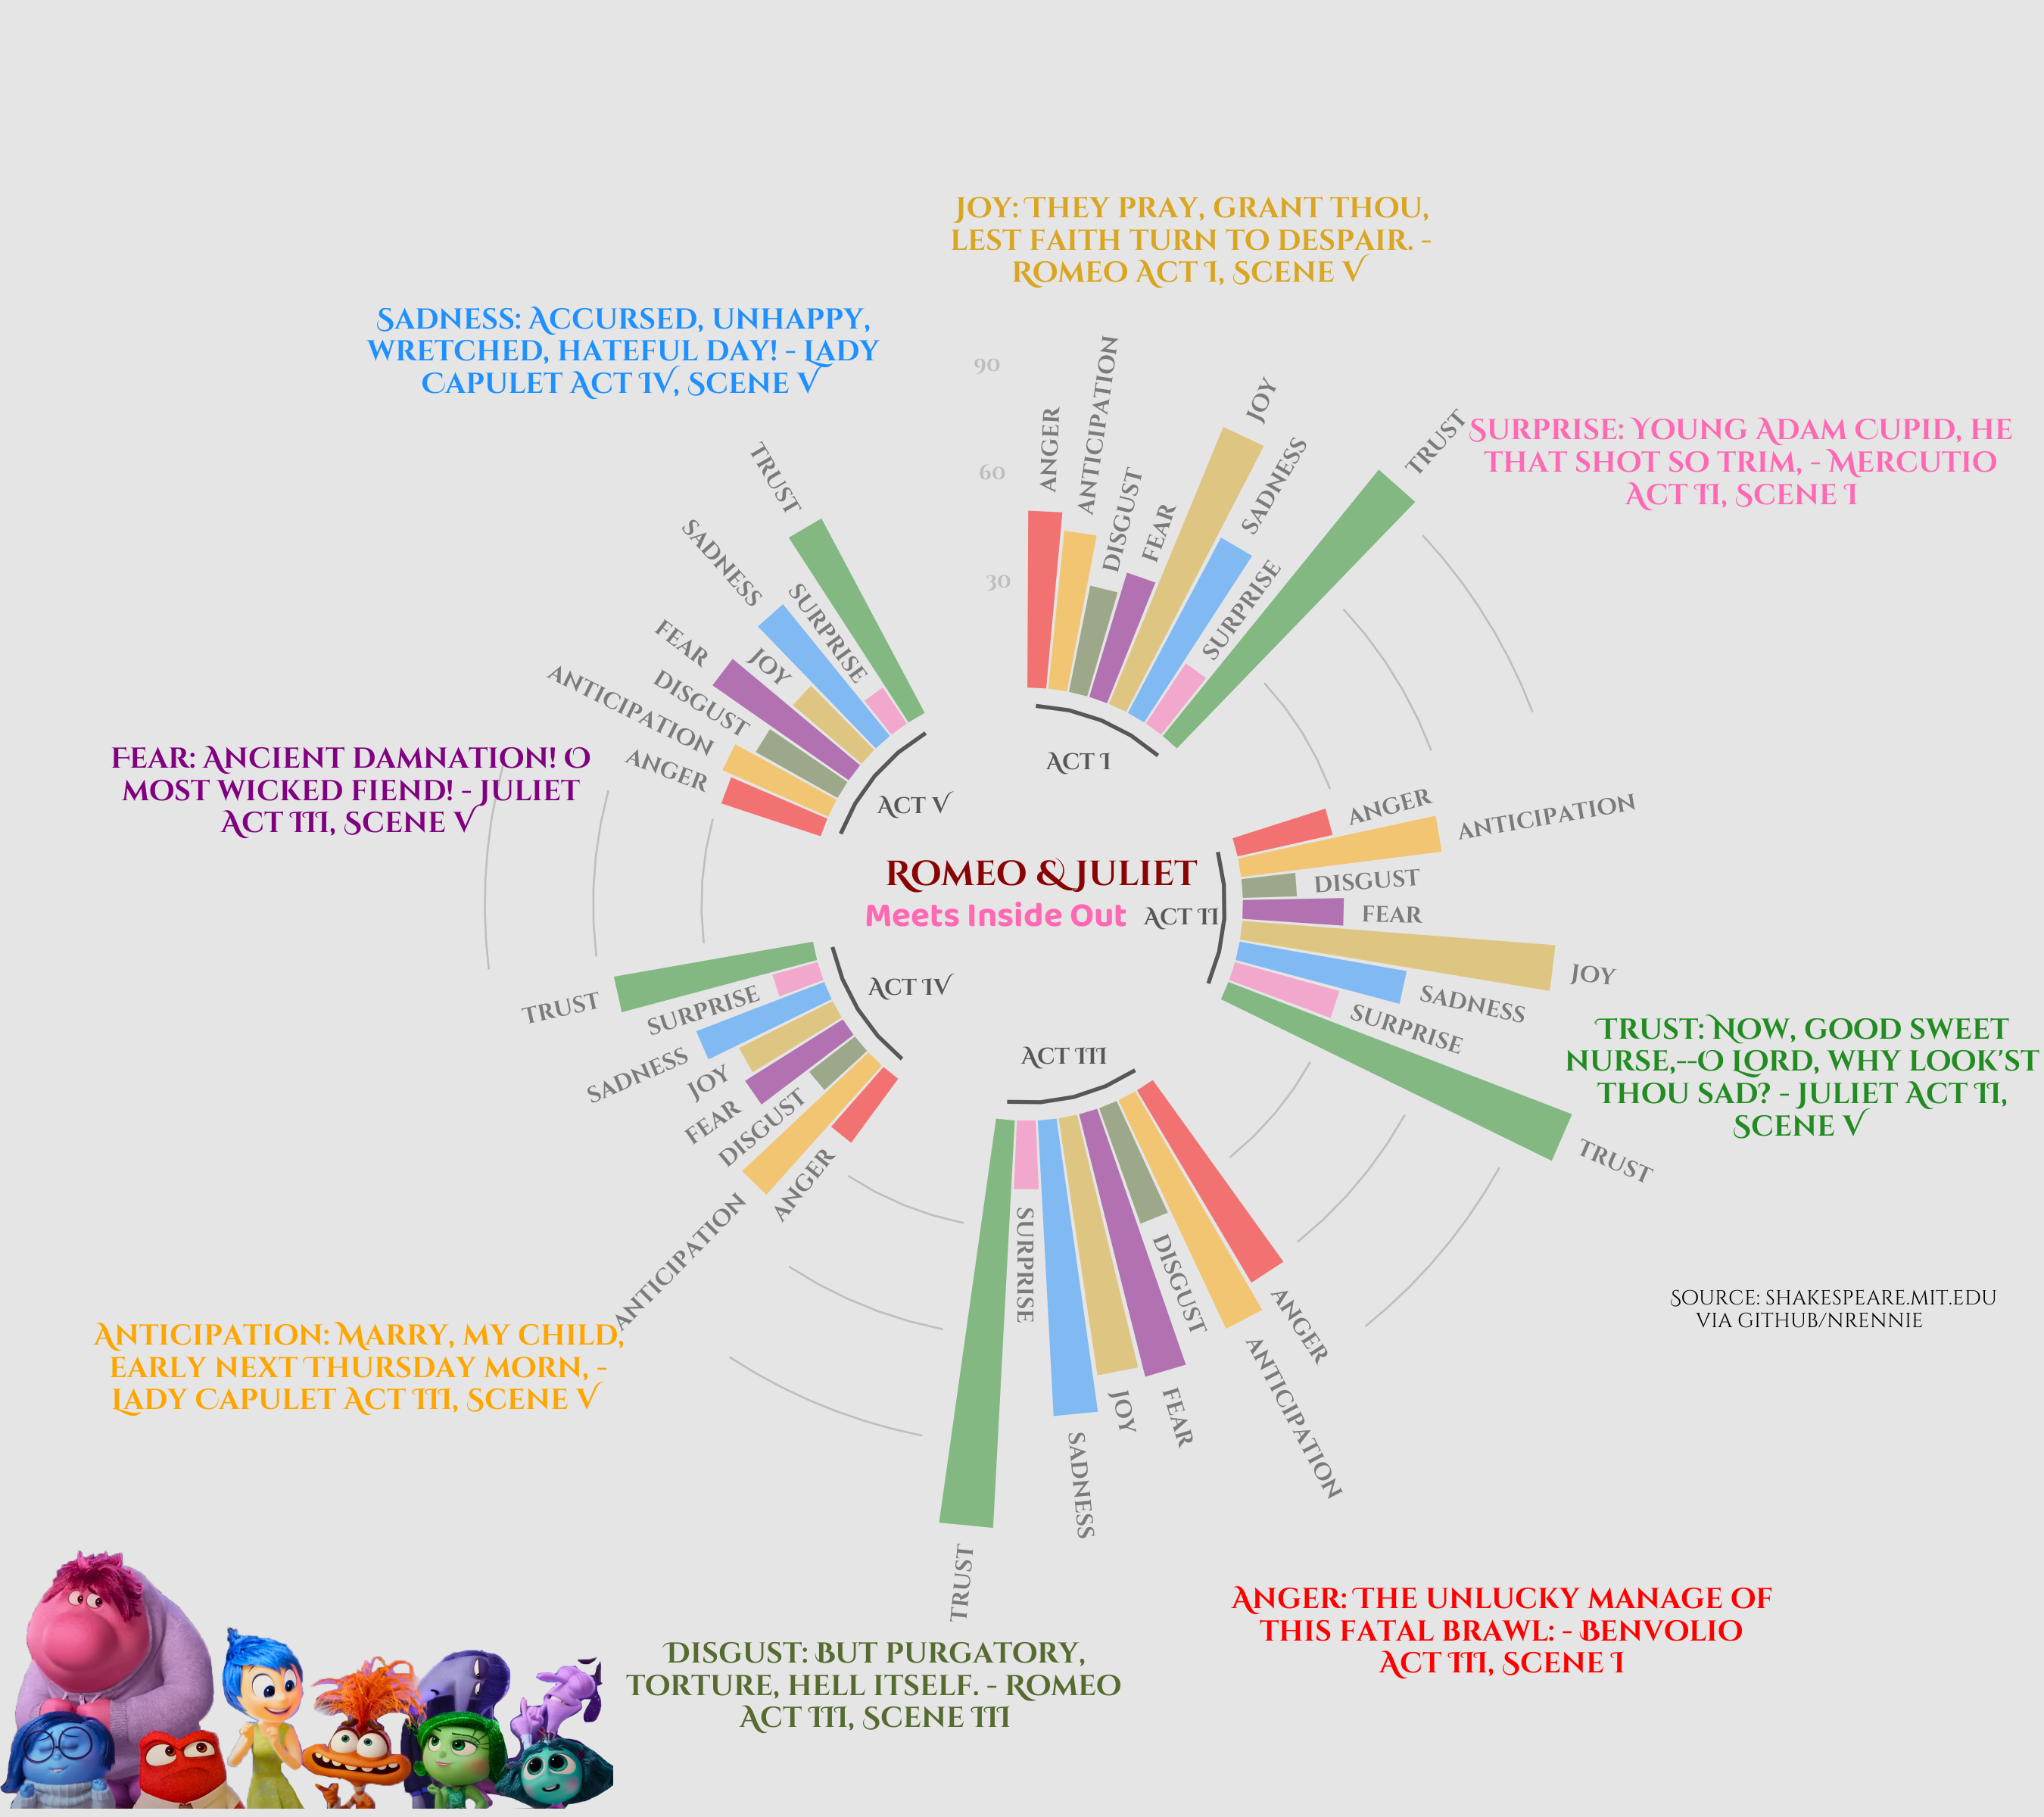 Joy: They pray, grant thou,
lest faith turn to despair. -
Romeo Act I, Scene V
Sadness: Accursed, unhappy,
wretched, hateful day! - Lady
Capulet Act IV, Scene V
Surprise: Young Adam Cupid, he
that shot so trim, - Mercutio
Act II, Scene I
90
60
30
ANGER
ANTICIPATION
DISGUST
FEAR
JOY
SADNESS
SURPRISE
TRUST
Act I
ANGER
ANTICIPATION
DISGUST
FEAR
JOY
SADNESS
SURPRISE
TRUST
Act II
ANGER
ANTICIPATION
DISGUST
FEAR
JOY
SADNESS
SURPRISE
TRUST
Act III
ANGER
ANTICIPATION
DISGUST
FEAR
JOY
SADNESS
SURPRISE
TRUST
Act IV
ANGER
ANTICIPATION
DISGUST
FEAR
JOY
SADNESS
SURPRISE
TRUST
Act V
Romeo & Juliet
Meets Inside Out
Fear: Ancient damnation! O
most wicked fiend! - Juliet
Act III, Scene V
Trust: Now, good sweet
nurse,--O Lord, why look'st
thou sad? - Juliet Act II,
Scene V
Source: shakespeare.mit.edu
via github/nrennie
Anticipation: Marry, my child,
early next Thursday morn, -
Lady Capulet Act III, Scene V
Anger: The unlucky manage of
this fatal brawl: - Benvolio
Act III, Scene I
Disgust: But purgatory,
torture, hell itself. - Romeo
Act III, Scene III